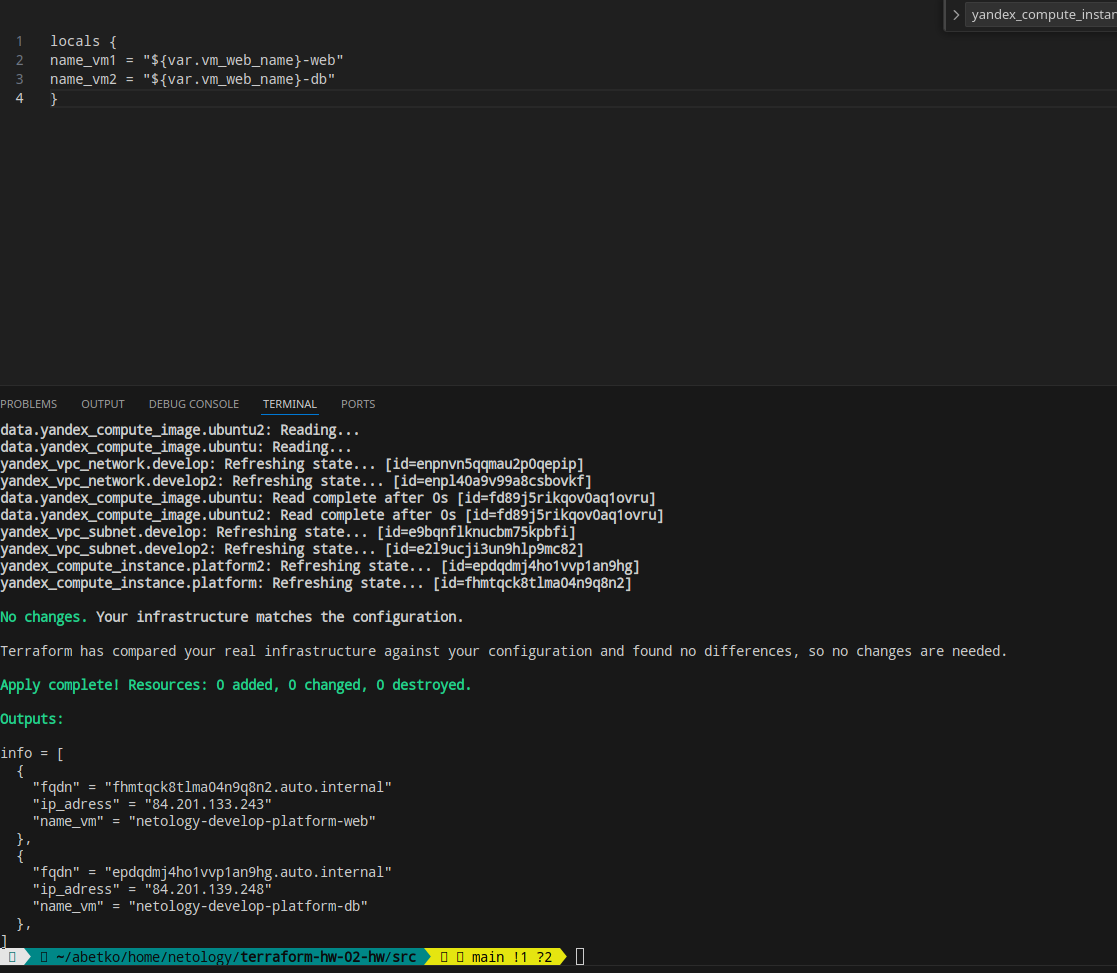 yandex_compute_instar
1 locals {
2 name_vm1 = "${var.vm_web_name}-web"
3 name_vm2 = "${var.vm_web_name}-db"
4 }
PROBLEMS OUTPUT DEBUG CONSOLE TERMINAL PORTS
data.yandex_compute_image.ubuntu2: Reading...
data.yandex_compute_image.ubuntu: Reading...
yandex_vpc_network.develop: Refreshing state... [id=enpnvn5qqmau2p0qepip]
yandex_vpc_network.develop2: Refreshing state... [id=enpl40a9v99a8csbovkf]
data.yandex_compute_image.ubuntu: Read complete after 0s [id=fd89j5rikqov0aq1ovru]
data.yandex_compute_image.ubuntu2: Read complete after 0s [id=fd89j5rikqov0aq1ovru]
yandex_vpc_subnet.develop: Refreshing state... [id=e9bqnflknucbm75kpbfi]
yandex_vpc_subnet.develop2: Refreshing state... [id=e2l9ucji3un9hlp9mc82]
yandex_compute_instance.platform2: Refreshing state... [id=epdqdmj4ho1vvp1an9hg]
yandex_compute_instance.platform: Refreshing state... [id=fhmtqck8tlma04n9q8n2]
No changes. Your infrastructure matches the configuration.
Terraform has compared your real infrastructure against your configuration and found no differences, so no changes are needed.
Apply complete! Resources: 0 added, 0 changed, 0 destroyed.
Outputs:
info = [
  {
    "fqdn" = "fhmtqck8tlma04n9q8n2.auto.internal"
    "ip_adress" = "84.201.133.243"
    "name_vm" = "netology-develop-platform-web"
  },
  {
    "fqdn" = "epdqdmj4ho1vvp1an9hg.auto.internal"
    "ip_adress" = "84.201.139.248"
    "name_vm" = "netology-develop-platform-db"
  },
]
~/abetko/home/netology/terraform-hw-02-hw/src main !1 ?2